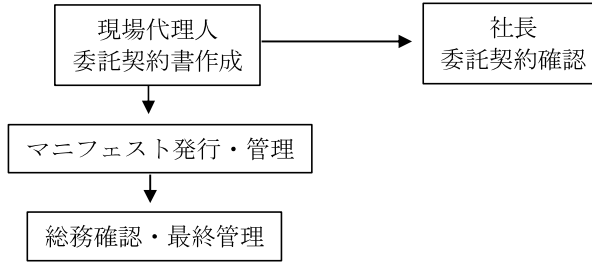 現場代理人
委託契約書作成
社長
委託契約確認
マニフェスト発行・管理
総務確認・最終管理